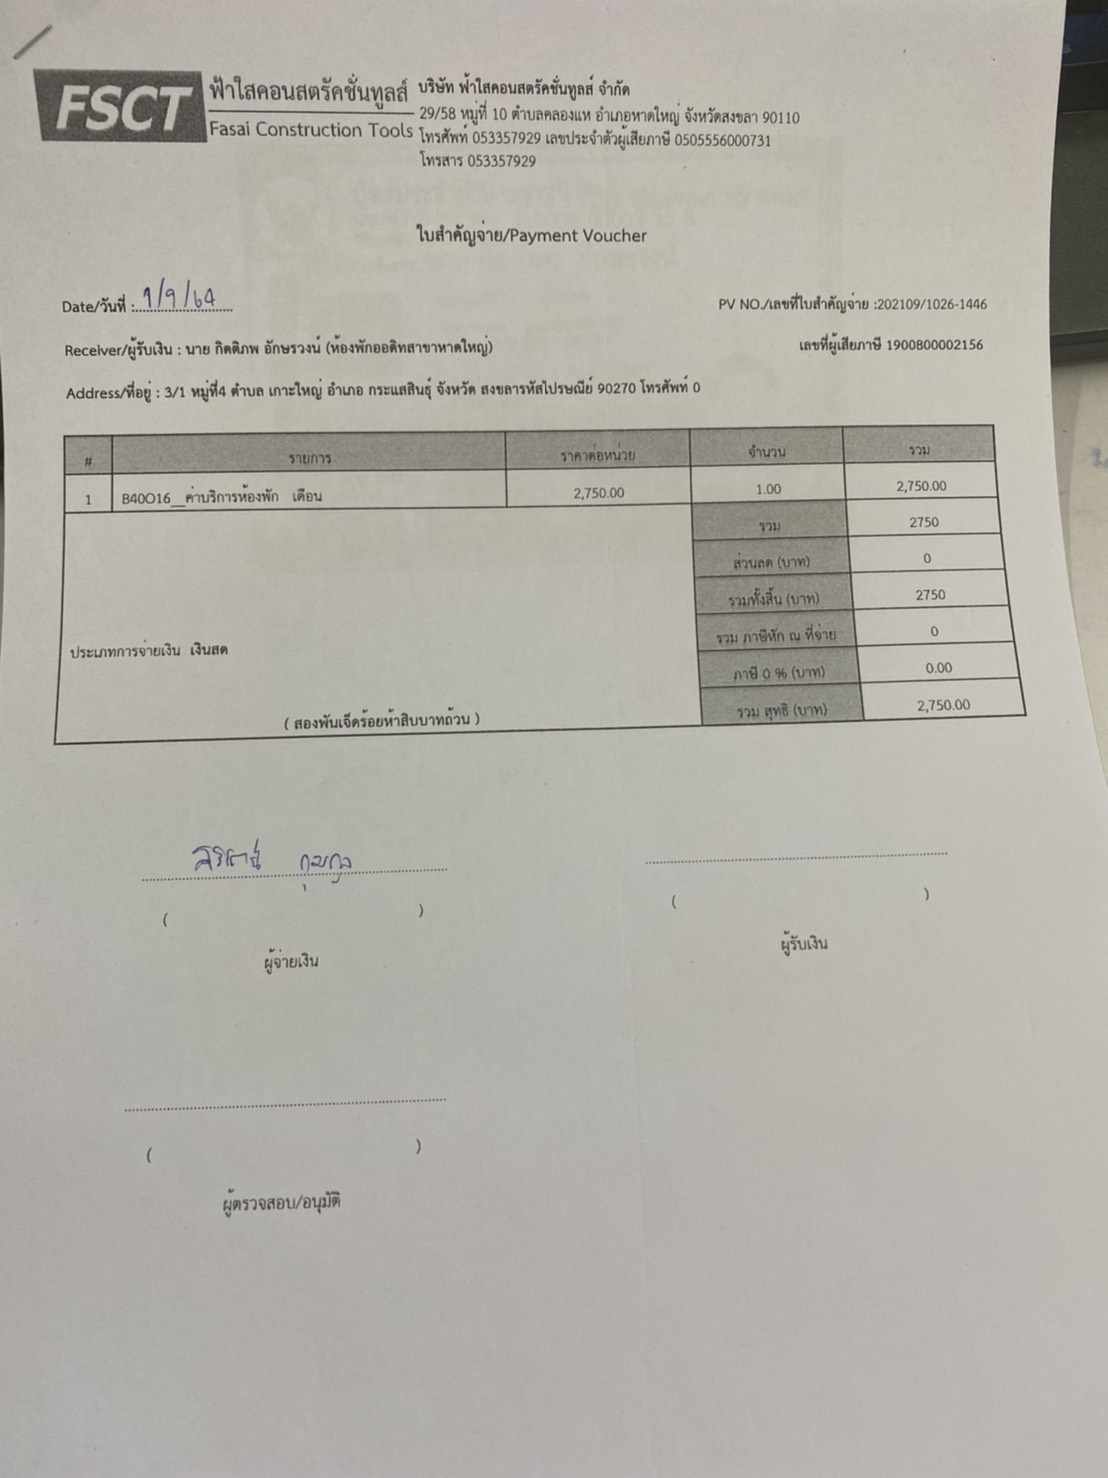 FSCT
ฟ้าใสคอนสตรัคชั่นทูลส์
Fasai Construction Tools
บริษัท ฟ้าใสคอนสตรัคชั่นทูลส์ จำกัด
29/58 หมู่ที่ 10 ตำบลคลองแห อำเภอหาดใหญ่ จังหวัดสงขลา 90110
โทรศัพท์ 053357929 เลขประจำตัวผู้เสียภาษี 0505556000731
โทรสาร 053357929
ใบสำคัญจ่าย/Payment Voucher
Date/วันที่ : 1/9/64
PV NO./เลขที่ใบสำคัญจ่าย :202109/1026-1446
Receiver/ผู้รับเงิน : นาย กิตติภพ อักษรวงน์ (ห้องพักออดิทสาขาหาดใหญ่)
เลขที่ผู้เสียภาษี 1900800002156
Address/ที่อยู่ : 3/1 หมู่ที่4 ตำบล เกาะใหญ่ อำเภอ กระแสสินธุ์ จังหวัด สงขลารหัสไปรษณีย์ 90270 โทรศัพท์ 0
# รายการ ราคาต่อหน่วย จำนวน รวม
1 B40O16__ค่าบริการห้องพัก เดือน 2,750.00 1.00 2,750.00
รวม 2750
ส่วนลด (บาท) 0
รวมทั้งสิ้น (บาท) 2750
รวม ภาษีหัก ณ ที่จ่าย 0
ประเภทการจ่ายเงิน เงินสด
ภาษี 0 % (บาท) 0.00
รวม สุทธิ (บาท) 2,750.00
( สองพันเจ็ดร้อยห้าสิบบาทถ้วน )
( )
( )
ผู้จ่ายเงิน
ผู้รับเงิน
( )
ผู้ตรวจสอบ/อนุมัติ